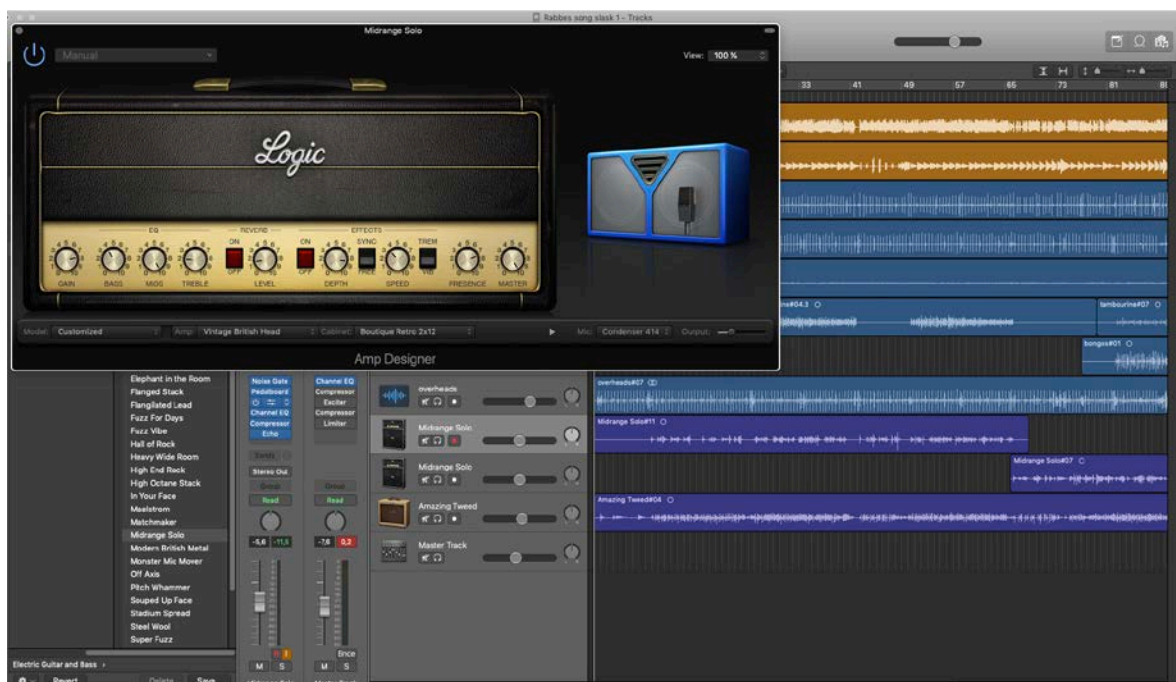 Rabbes song slask 1 - Tracks
Midrange Solo
Manual
View: 100 %
33 41 49 57 65 73 81
Logic
EQ REVERB EFFECTS
ON ON SYNC TREM
OFF OFF FREE VIB
GAIN BASS MIDS TREBLE LEVEL DEPTH SPEED PRESENCE MASTER
Model: Customized Amp: Vintage British Head Cabinet: Boutique Retro 2x12 Mic: Condenser 414 Output:
Amp Designer
tambourine#07
bongos#01
Elephant in the Room
Flanged Stack
Flangilated Lead
Fuzz For Days
Fuzz Vibe
Hall of Rock
Heavy Wide Room
High End Rock
High Octane Stack
In Your Face
Maelstrom
Matchmaker
Midrange Solo
Modern British Metal
Monster Mic Mover
Off Axis
Pitch Whammer
Souped Up Face
Stadium Spread
Steel Wool
Super Fuzz
Electric Guitar and Bass
Revert Delete Save
Noise Gate
Pedalboard
Channel EQ
Compressor
Echo
Sends
Stereo Out
Group
Read
-5,6 -11,5
R I
M S
Channel EQ
Compressor
Exciter
Compressor
Limiter
Group
Read
-7,6 0,2
Bnce
M S
overheads
Midrange Solo
Midrange Solo
Amazing Tweed
Master Track
overheads#07
Midrange Solo#11
Midrange Solo#07
Amazing Tweed#04